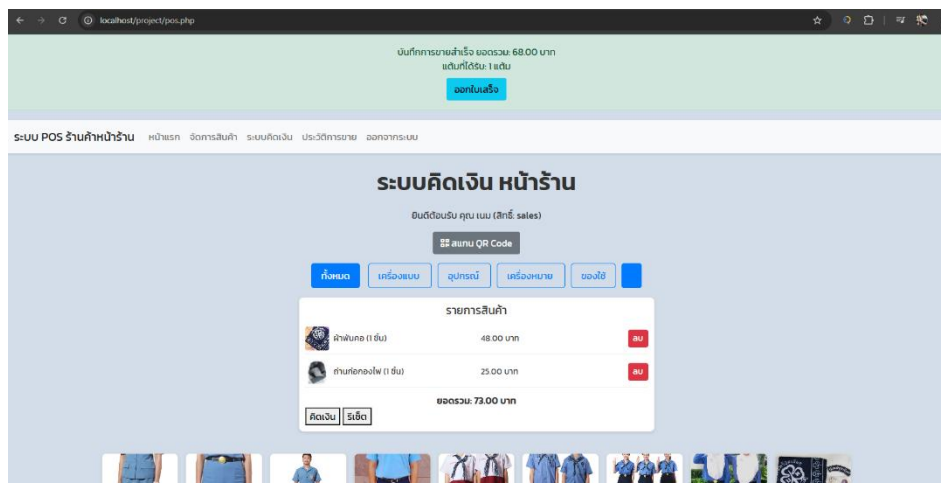 localhost/project/pos.php
บันทึกการขายสำเร็จ ยอดรวม: 68.00 บาท
แต้มที่ได้รับ: 1 แต้ม
ออกใบเสร็จ
ระบบ POS ร้านค้าหน้าร้าน หน้าแรก จัดการสินค้า ระบบคิดเงิน ประวัติการขาย ออกจากระบบ
ระบบคิดเงิน หน้าร้าน
ยินดีต้อนรับ คุณ เนม (สิทธิ์: sales)
สแกน QR Code
ทั้งหมด เครื่องแบบ อุปกรณ์ เครื่องหมาย ของใช้
รายการสินค้า
ผ้าพันคอ (1 ชิ้น) 48.00 บาท ลบ
ถ่านก่อกองไฟ (1 ชิ้น) 25.00 บาท ลบ
ยอดรวม: 73.00 บาท
คิดเงิน รีเซ็ต